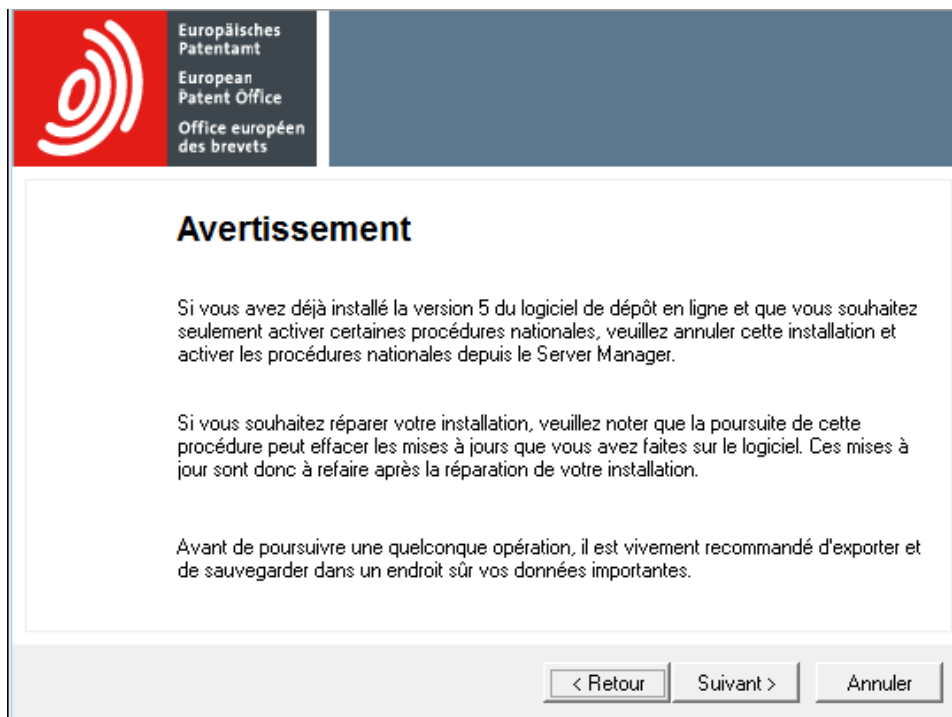 Europäisches
Patentamt
European
Patent Office
Office européen
des brevets
Avertissement
Si vous avez déjà installé la version 5 du logiciel de dépôt en ligne et que vous souhaitez
seulement activer certaines procédures nationales, veuillez annuler cette installation et
activer les procédures nationales depuis le Server Manager.
Si vous souhaitez réparer votre installation, veuillez noter que la poursuite de cette
procédure peut effacer les mises à jours que vous avez faites sur le logiciel. Ces mises à
jour sont donc à refaire après la réparation de votre installation.
Avant de poursuivre une quelconque opération, il est vivement recommandé d'exporter et
de sauvegarder dans un endroit sûr vos données importantes.
< Retour Suivant > Annuler